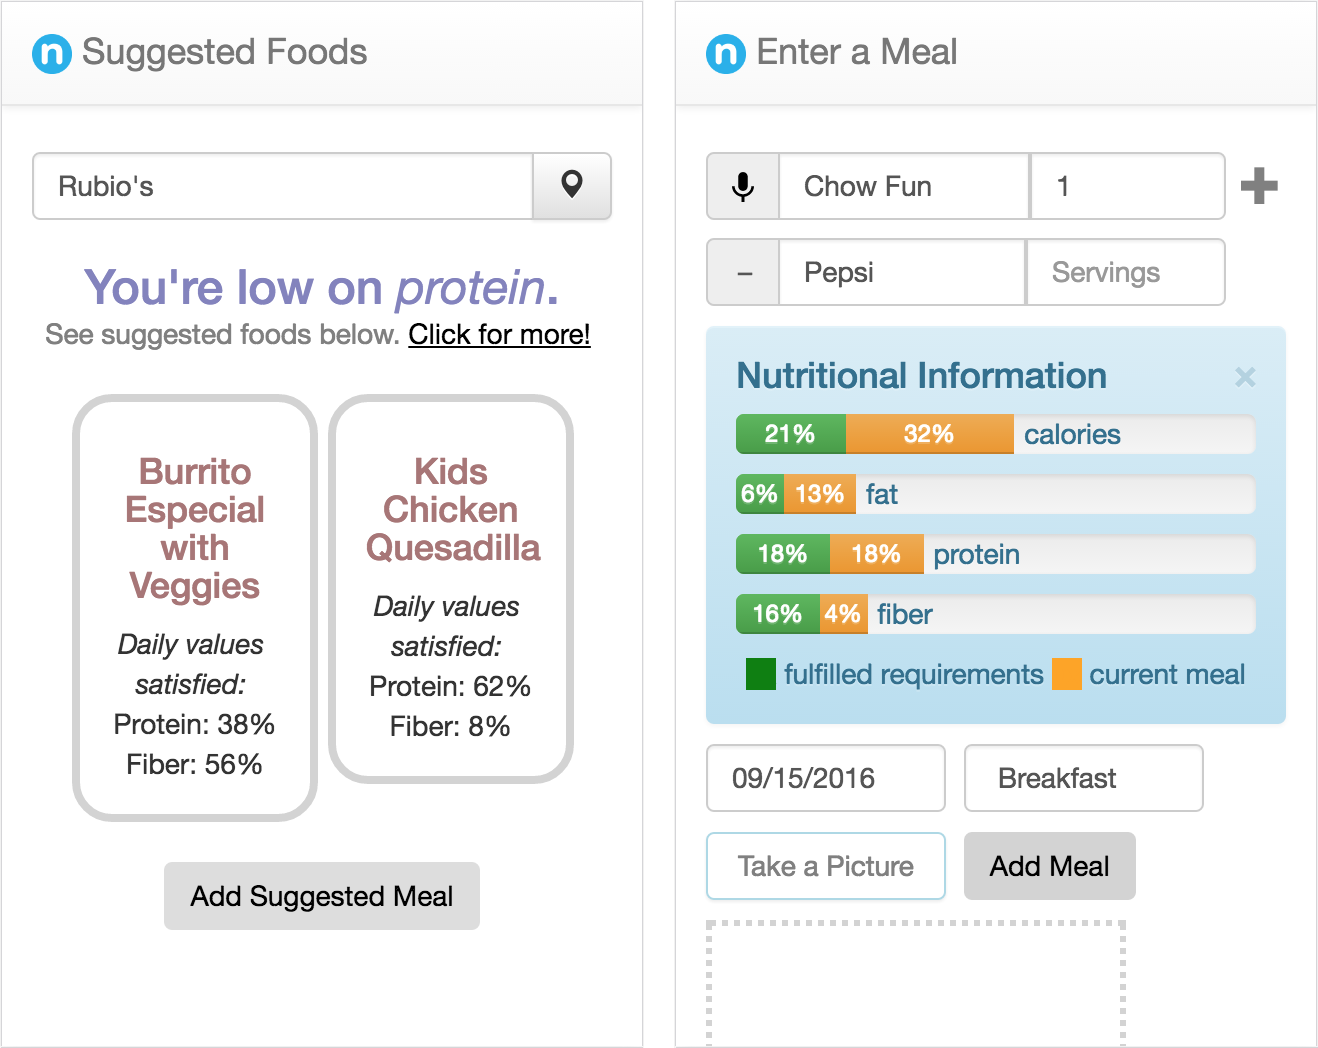 n Suggested Foods
Rubio's
You're low on protein.
See suggested foods below. Click for more!
Burrito
Especial
with
Veggies
Daily values
satisfied:
Protein: 38%
Fiber: 56%
Kids
Chicken
Quesadilla
Daily values
satisfied:
Protein: 62%
Fiber: 8%
Add Suggested Meal
n Enter a Meal
Chow Fun 1
– Pepsi Servings
Nutritional Information ×
21% 32% calories
6% 13% fat
18% 18% protein
16% 4% fiber
fulfilled requirements current meal
09/15/2016 Breakfast
Take a Picture Add Meal